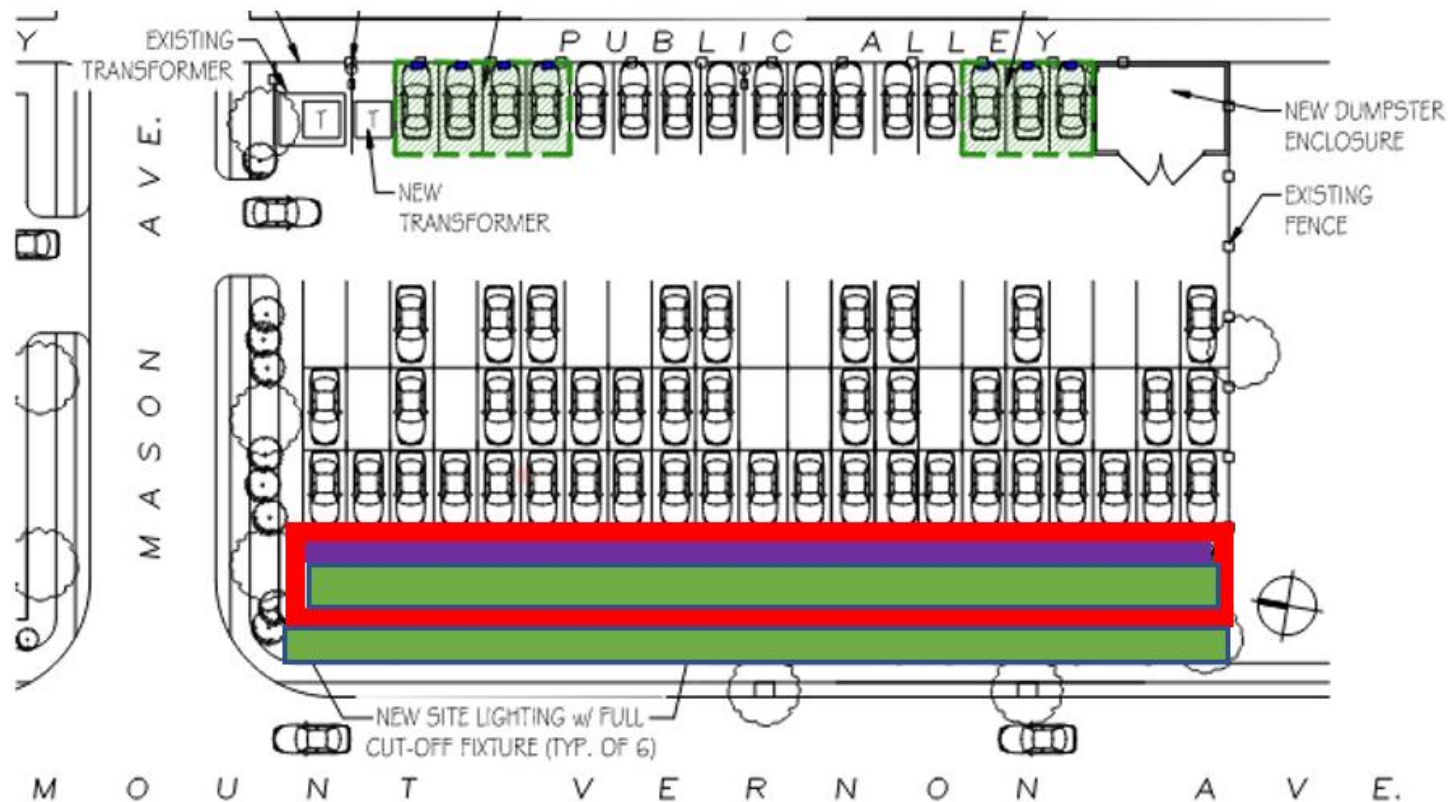 Y
EXISTING
TRANSFORMER
PUBLIC ALLEY
T
T
NEW DUMPSTER
ENCLOSURE
NEW
TRANSFORMER
EXISTING
FENCE
MASON AVE.
NEW SITE LIGHTING w/ FULL
CUT-OFF FIXTURE (TYP. OF 6)
MOUNT VERNON AVE.